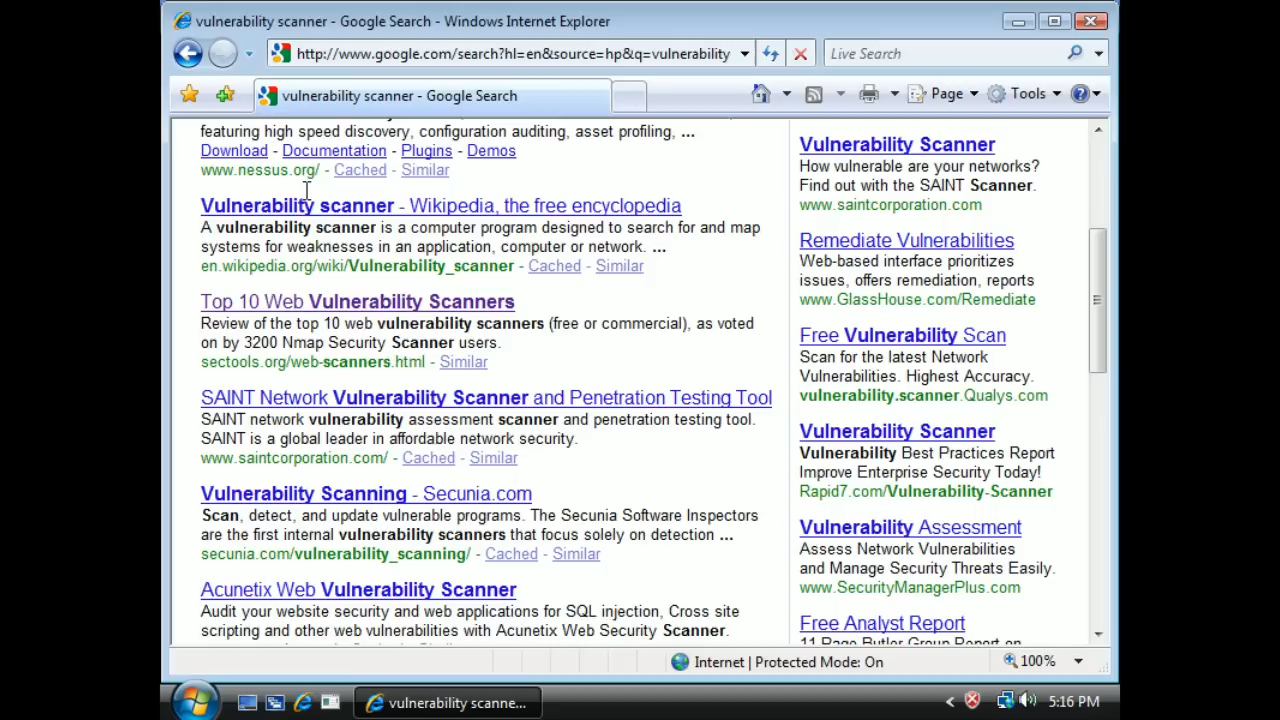 vulnerability scanner - Google Search - Windows Internet Explorer
http://www.google.com/search?hl=en&source=hp&q=vulnerability
Live Search
vulnerability scanner - Google Search
Page
Tools
featuring high speed discovery, configuration auditing, asset profiling, ...
Download - Documentation - Plugins - Demos
www.nessus.org/ - Cached - Similar
Vulnerability scanner - Wikipedia, the free encyclopedia
A vulnerability scanner is a computer program designed to search for and map
systems for weaknesses in an application, computer or network. ...
en.wikipedia.org/wiki/Vulnerability_scanner - Cached - Similar
Top 10 Web Vulnerability Scanners
Review of the top 10 web vulnerability scanners (free or commercial), as voted
on by 3200 Nmap Security Scanner users.
sectools.org/web-scanners.html - Similar
SAINT Network Vulnerability Scanner and Penetration Testing Tool
SAINT network vulnerability assessment scanner and penetration testing tool.
SAINT is a global leader in affordable network security.
www.saintcorporation.com/ - Cached - Similar
Vulnerability Scanning - Secunia.com
Scan, detect, and update vulnerable programs. The Secunia Software Inspectors
are the first internal vulnerability scanners that focus solely on detection ...
secunia.com/vulnerability_scanning/ - Cached - Similar
Acunetix Web Vulnerability Scanner
Audit your website security and web applications for SQL injection, Cross site
scripting and other web vulnerabilities with Acunetix Web Security Scanner.
Vulnerability Scanner
How vulnerable are your networks?
Find out with the SAINT Scanner.
www.saintcorporation.com
Remediate Vulnerabilities
Web-based interface prioritizes
issues, offers remediation, reports
www.GlassHouse.com/Remediate
Free Vulnerability Scan
Scan for the latest Network
Vulnerabilities. Highest Accuracy.
vulnerability.scanner.Qualys.com
Vulnerability Scanner
Vulnerability Best Practices Report
Improve Enterprise Security Today!
Rapid7.com/Vulnerability-Scanner
Vulnerability Assessment
Assess Network Vulnerabilities
and Manage Security Threats Easily.
www.SecurityManagerPlus.com
Free Analyst Report
11 Page Butler Group Report on
Internet | Protected Mode: On
100%
vulnerability scanne...
5:16 PM